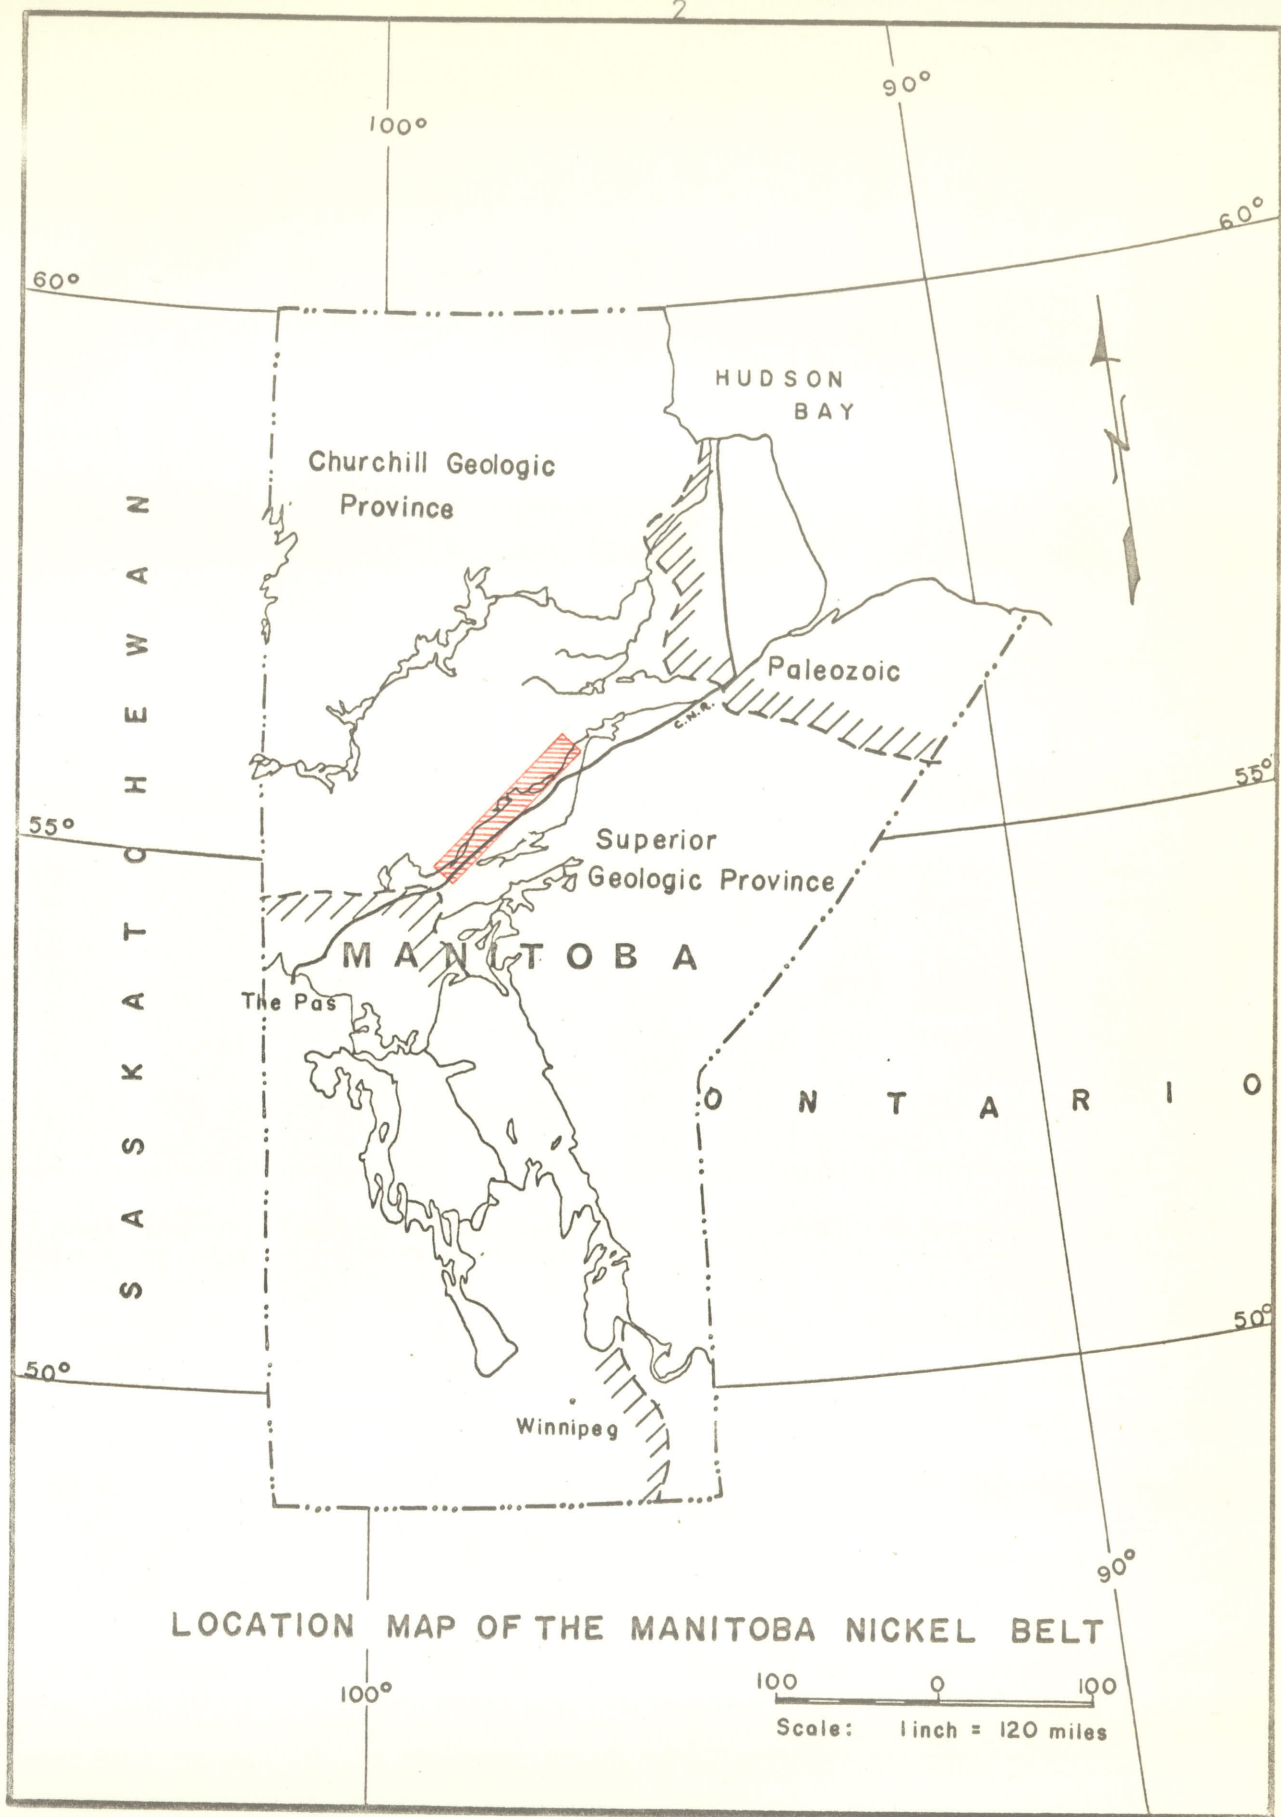 2
90°
100°
60°
60°
HUDSON
BAY
Churchill Geologic
Province
SASKATCHEWAN
N
Paleozoic
C.N.R.
55°
55°
Superior
Geologic Province
MANITOBA
The Pas
ONTARIO
50°
50°
Winnipeg
90°
LOCATION MAP OF THE MANITOBA NICKEL BELT
100°
100 0 100
Scale: 1 inch = 120 miles